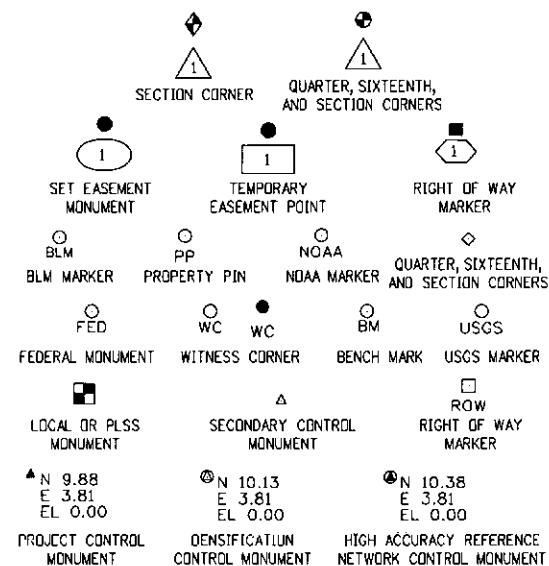 1
1
SECTION CORNER
QUARTER, SIXTEENTH,
AND SECTION CORNERS
1
1
1
SET EASEMENT
MONUMENT
TEMPORARY
EASEMENT POINT
RIGHT OF WAY
MARKER
BLM
PP
NOAA
BLM MARKER
PROPERTY PIN
NOAA MARKER
QUARTER, SIXTEENTH,
AND SECTION CORNERS
FED
WC
WC
BM
USGS
FEDERAL MONUMENT
WITNESS CORNER
BENCH MARK
USGS MARKER
LOCAL OR PLSS
MONUMENT
SECONDARY CONTROL
MONUMENT
ROW
RIGHT OF WAY
MARKER
N 9.88
E 3.81
EL 0.00
PROJECT CONTROL
MONUMENT
N 10.13
E 3.81
EL 0.00
DENSIFICATION
CONTROL MONUMENT
N 10.38
E 3.81
EL 0.00
HIGH ACCURACY REFERENCE
NETWORK CONTROL MONUMENT